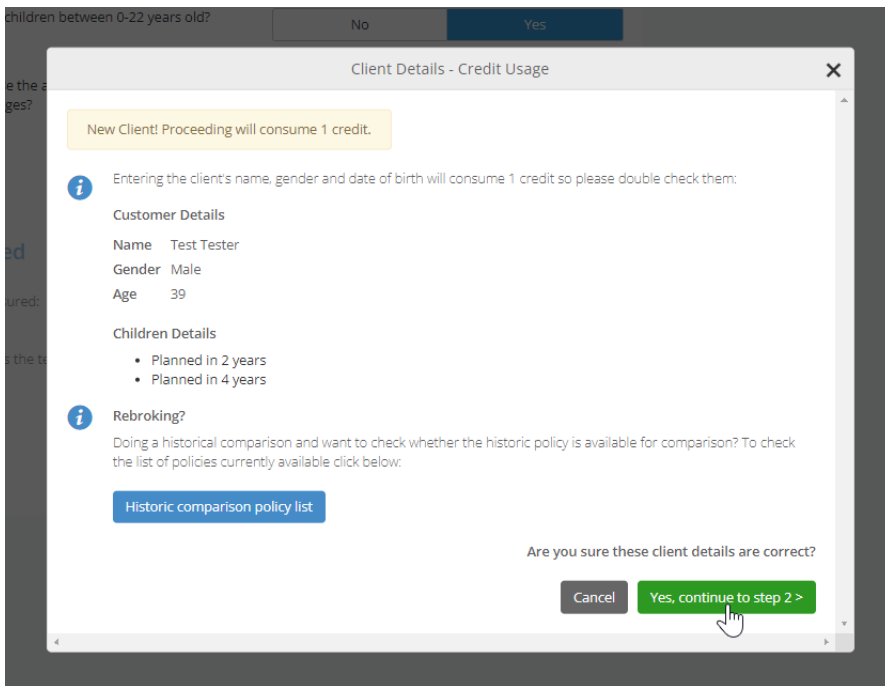 children between 0-22 years old?
No
Yes
Client Details - Credit Usage
e the a
ges?
New Client! Proceeding will consume 1 credit.
Entering the client's name, gender and date of birth will consume 1 credit so please double check them:
Customer Details
Name Test Tester
ed
Gender Male
Age 39
sured:
Children Details
• Planned in 2 years
s the te
• Planned in 4 years
Rebroking?
Doing a historical comparison and want to check whether the historic policy is available for comparison? To check
the list of policies currently available click below:
Historic comparison policy list
Are you sure these client details are correct?
Cancel
Yes, continue to step 2 >